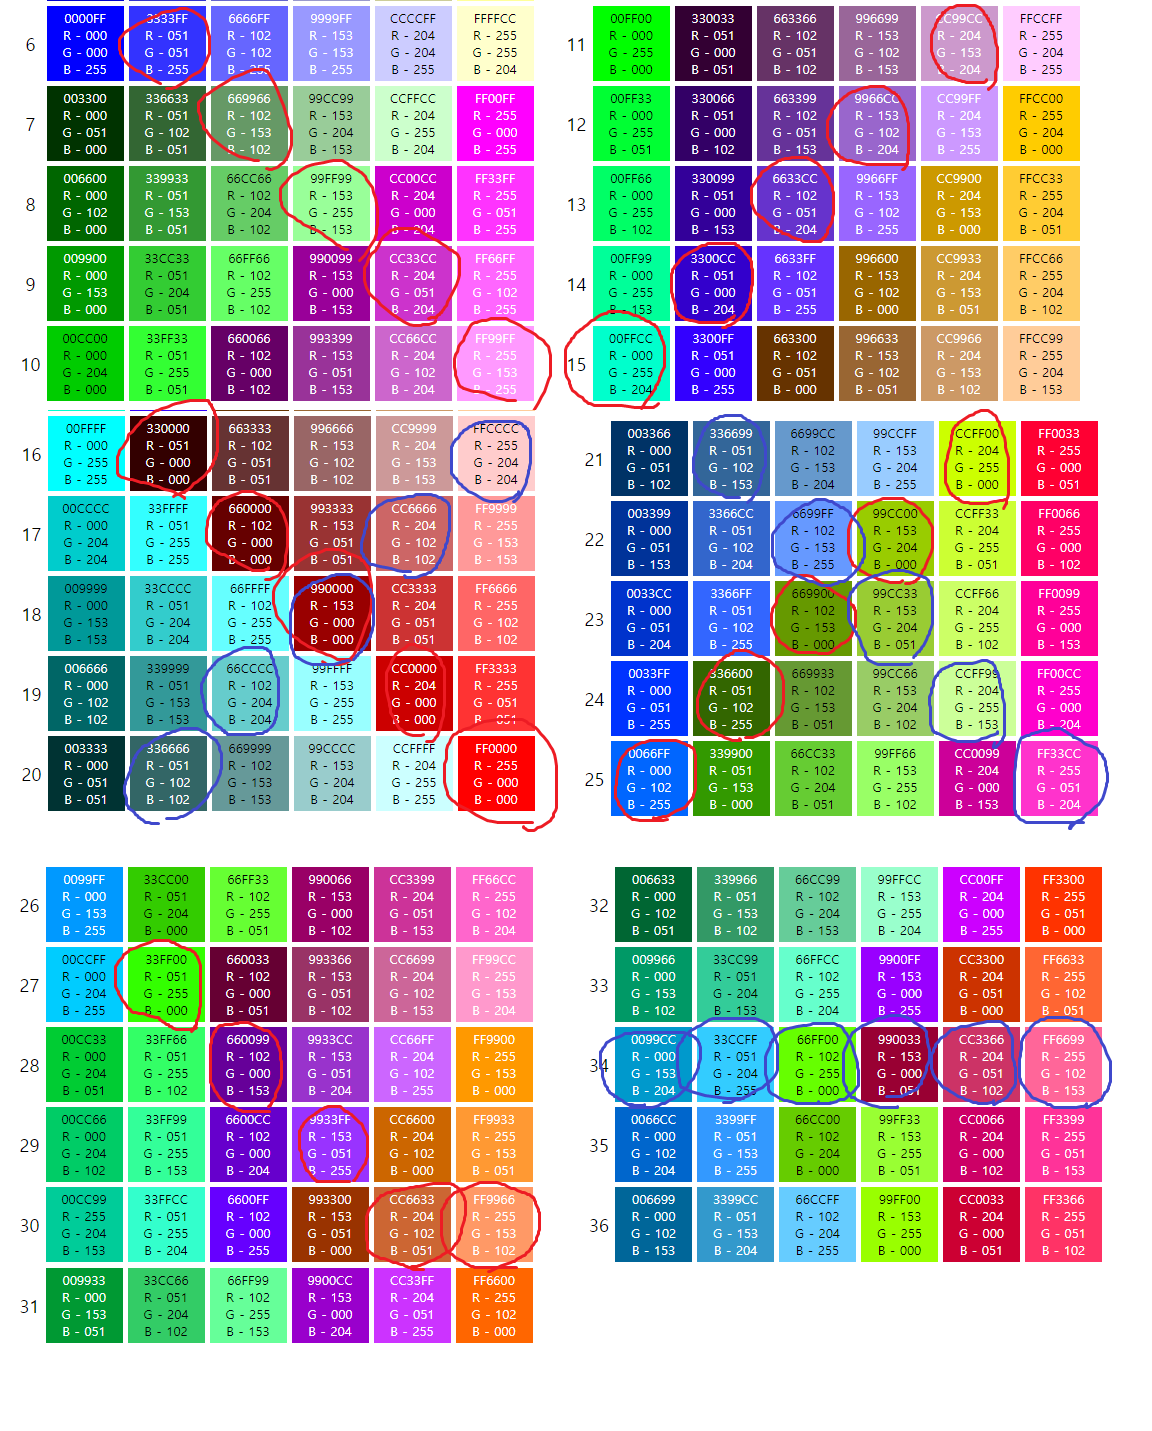 6
0000FF 3333FF 6666FF 9999FF CCCCFF FFFFCC
R - 000 R - 051 R - 102 R - 153 R - 204 R - 255
G - 000 G - 051 G - 102 G - 153 G - 204 G - 255
B - 255 B - 255 B - 255 B - 255 B - 255 B - 204
7
003300 336633 669966 99CC99 CCFFCC FF00FF
R - 000 R - 051 R - 102 R - 153 R - 204 R - 255
G - 051 G - 102 G - 153 G - 204 G - 255 G - 000
B - 000 B - 051 B - 102 B - 153 B - 204 B - 255
8
006600 339933 66CC66 99FF99 CC00CC FF33FF
R - 000 R - 051 R - 102 R - 153 R - 204 R - 255
G - 102 G - 153 G - 204 G - 255 G - 000 G - 051
B - 000 B - 051 B - 102 B - 153 B - 204 B - 255
9
009900 33CC33 66FF66 990099 CC33CC FF66FF
R - 000 R - 051 R - 102 R - 153 R - 204 R - 255
G - 153 G - 204 G - 255 G - 000 G - 051 G - 102
B - 000 B - 051 B - 102 B - 153 B - 204 B - 255
10
00CC00 33FF33 660066 993399 CC66CC FF99FF
R - 000 R - 051 R - 102 R - 153 R - 204 R - 255
G - 204 G - 255 G - 000 G - 051 G - 102 G - 153
B - 000 B - 051 B - 102 B - 153 B - 204 B - 255
11
00FF00 330033 663366 996699 CC99CC FFCCFF
R - 000 R - 051 R - 102 R - 153 R - 204 R - 255
G - 255 G - 000 G - 051 G - 102 G - 153 G - 204
B - 000 B - 051 B - 102 B - 153 B - 204 B - 255
12
00FF33 330066 663399 9966CC CC99FF FFCC00
R - 000 R - 051 R - 102 R - 153 R - 204 R - 255
G - 255 G - 000 G - 051 G - 102 G - 153 G - 204
B - 051 B - 102 B - 153 B - 204 B - 255 B - 000
13
00FF66 330099 6633CC 9966FF CC9900 FFCC33
R - 000 R - 051 R - 102 R - 153 R - 204 R - 255
G - 255 G - 000 G - 051 G - 102 G - 153 G - 204
B - 102 B - 153 B - 204 B - 255 B - 000 B - 051
14
00FF99 3300CC 6633FF 996600 CC9933 FFCC66
R - 000 R - 051 R - 102 R - 153 R - 204 R - 255
G - 255 G - 000 G - 051 G - 102 G - 153 G - 204
B - 153 B - 204 B - 255 B - 000 B - 051 B - 102
15
00FFCC 3300FF 663300 996633 CC9966 FFCC99
R - 000 R - 051 R - 102 R - 153 R - 204 R - 255
G - 255 G - 000 G - 051 G - 102 G - 153 G - 204
B - 204 B - 255 B - 000 B - 051 B - 102 B - 153
16
00FFFF 330000 663333 996666 CC9999 FFCCCC
R - 000 R - 051 R - 102 R - 153 R - 204 R - 255
G - 255 G - 000 G - 051 G - 102 G - 153 G - 204
B - 255 B - 000 B - 051 B - 102 B - 153 B - 204
17
00CCCC 33FFFF 660000 993333 CC6666 FF9999
R - 000 R - 051 R - 102 R - 153 R - 204 R - 255
G - 204 G - 255 G - 000 G - 051 G - 102 G - 153
B - 204 B - 255 B - 000 B - 051 B - 102 B - 153
18
009999 33CCCC 66FFFF 990000 CC3333 FF6666
R - 000 R - 051 R - 102 R - 153 R - 204 R - 255
G - 153 G - 204 G - 255 G - 000 G - 051 G - 102
B - 153 B - 204 B - 255 B - 000 B - 051 B - 102
19
006666 339999 66CCCC 99FFFF CC0000 FF3333
R - 000 R - 051 R - 102 R - 153 R - 204 R - 255
G - 102 G - 153 G - 204 G - 255 G - 000 G - 051
B - 102 B - 153 B - 204 B - 255 B - 000 B - 051
20
003333 336666 669999 99CCCC CCFFFF FF0000
R - 000 R - 051 R - 102 R - 153 R - 204 R - 255
G - 051 G - 102 G - 153 G - 204 G - 255 G - 000
B - 051 B - 102 B - 153 B - 204 B - 255 B - 000
21
003366 336699 6699CC 99CCFF CCFF00 FF0033
R - 000 R - 051 R - 102 R - 153 R - 204 R - 255
G - 051 G - 102 G - 153 G - 204 G - 255 G - 000
B - 102 B - 153 B - 204 B - 255 B - 000 B - 051
22
003399 3366CC 6699FF 99CC00 CCFF33 FF0066
R - 000 R - 051 R - 102 R - 153 R - 204 R - 255
G - 051 G - 102 G - 153 G - 204 G - 255 G - 000
B - 153 B - 204 B - 255 B - 000 B - 051 B - 102
23
0033CC 3366FF 669900 99CC33 CCFF66 FF0099
R - 000 R - 051 R - 102 R - 153 R - 204 R - 255
G - 051 G - 102 G - 153 G - 204 G - 255 G - 000
B - 204 B - 255 B - 000 B - 051 B - 102 B - 153
24
0033FF 336600 669933 99CC66 CCFF99 FF00CC
R - 000 R - 051 R - 102 R - 153 R - 204 R - 255
G - 051 G - 102 G - 153 G - 204 G - 255 G - 000
B - 255 B - 255 B - 051 B - 102 B - 153 B - 204
25
0066FF 339900 66CC33 99FF66 CC0099 FF33CC
R - 000 R - 051 R - 102 R - 153 R - 204 R - 255
G - 102 G - 153 G - 204 G - 255 G - 000 G - 051
B - 255 B - 000 B - 051 B - 102 B - 153 B - 204
26
0099FF 33CC00 66FF33 990066 CC3399 FF66CC
R - 000 R - 051 R - 102 R - 153 R - 204 R - 255
G - 153 G - 204 G - 255 G - 000 G - 051 G - 102
B - 255 B - 000 B - 051 B - 102 B - 153 B - 204
27
00CCFF 33FF00 660033 993366 CC6699 FF99CC
R - 000 R - 051 R - 102 R - 153 R - 204 R - 255
G - 204 G - 255 G - 000 G - 051 G - 102 G - 153
B - 255 B - 000 B - 051 B - 102 B - 153 B - 204
28
00CC33 33FF66 660099 9933CC CC66FF FF9900
R - 000 R - 051 R - 102 R - 153 R - 204 R - 255
G - 204 G - 255 G - 000 G - 051 G - 102 G - 153
B - 051 B - 102 B - 153 B - 204 B - 255 B - 000
29
00CC66 33FF99 6600CC 9933FF CC6600 FF9933
R - 000 R - 051 R - 102 R - 153 R - 204 R - 255
G - 204 G - 255 G - 000 G - 051 G - 102 G - 153
B - 102 B - 153 B - 204 B - 255 B - 000 B - 051
30
00CC99 33FFCC 6600FF 993300 CC6633 FF9966
R - 255 R - 051 R - 102 R - 153 R - 204 R - 255
G - 204 G - 255 G - 000 G - 051 G - 102 G - 153
B - 153 B - 204 B - 255 B - 000 B - 051 B - 102
31
009933 33CC66 66FF99 9900CC CC33FF FF6600
R - 000 R - 051 R - 102 R - 153 R - 204 R - 255
G - 153 G - 204 G - 255 G - 000 G - 051 G - 102
B - 051 B - 102 B - 153 B - 204 B - 255 B - 000
32
006633 339966 66CC99 99FFCC CC00FF FF3300
R - 000 R - 051 R - 102 R - 153 R - 204 R - 255
G - 102 G - 153 G - 204 G - 255 G - 000 G - 051
B - 051 B - 102 B - 153 B - 204 B - 255 B - 000
33
009966 33CC99 66FFCC 9900FF CC3300 FF6633
R - 000 R - 051 R - 102 R - 153 R - 204 R - 255
G - 153 G - 204 G - 255 G - 000 G - 051 G - 102
B - 102 B - 153 B - 204 B - 255 B - 000 B - 051
34
0099CC 33CCFF 66FF00 990033 CC3366 FF6699
R - 000 R - 051 R - 102 R - 153 R - 204 R - 255
G - 153 G - 204 G - 255 G - 000 G - 051 G - 102
B - 204 B - 255 B - 000 B - 051 B - 102 B - 153
35
0066CC 3399FF 66CC00 99FF33 CC0066 FF3399
R - 000 R - 051 R - 102 R - 153 R - 204 R - 255
G - 102 G - 153 G - 204 G - 255 G - 000 G - 051
B - 204 B - 255 B - 000 B - 051 B - 102 B - 153
36
006699 3399CC 66CCFF 99FF00 CC0033 FF3366
R - 000 R - 051 R - 102 R - 153 R - 204 R - 255
G - 102 G - 153 G - 204 G - 255 G - 000 G - 051
B - 153 B - 204 B - 255 B - 000 B - 051 B - 102